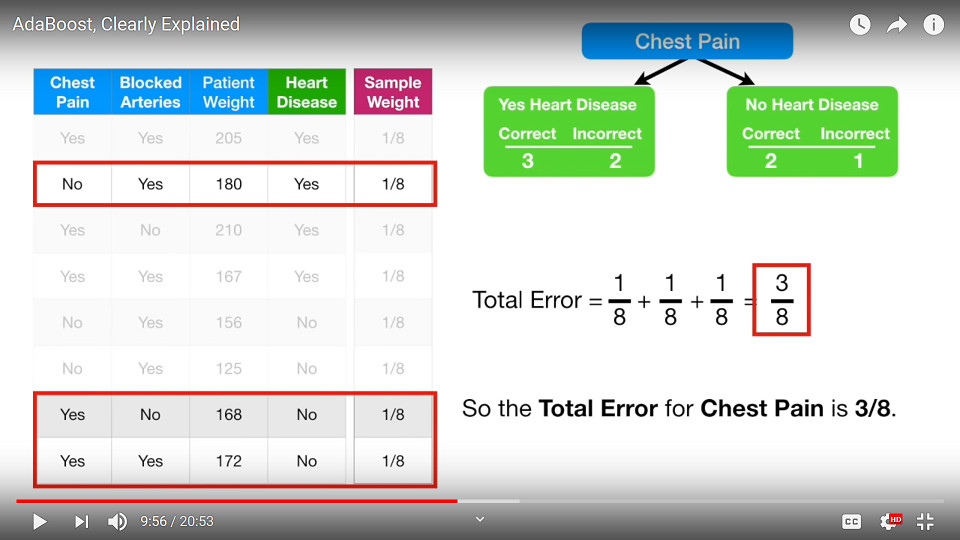 AdaBoost, Clearly Explained
Chest Pain
Chest Pain Blocked Arteries Patient Weight Heart Disease Sample Weight
Yes Yes 205 Yes 1/8
No Yes 180 Yes 1/8
Yes No 210 Yes 1/8
Yes Yes 167 Yes 1/8
No Yes 156 No 1/8
No Yes 125 No 1/8
Yes No 168 No 1/8
Yes Yes 172 No 1/8
Yes Heart Disease
Correct Incorrect
3 2
No Heart Disease
Correct Incorrect
2 1
Total Error = 1/8 + 1/8 + 1/8 = 3/8
So the Total Error for Chest Pain is 3/8.
9:56 / 20:53
CC
HD